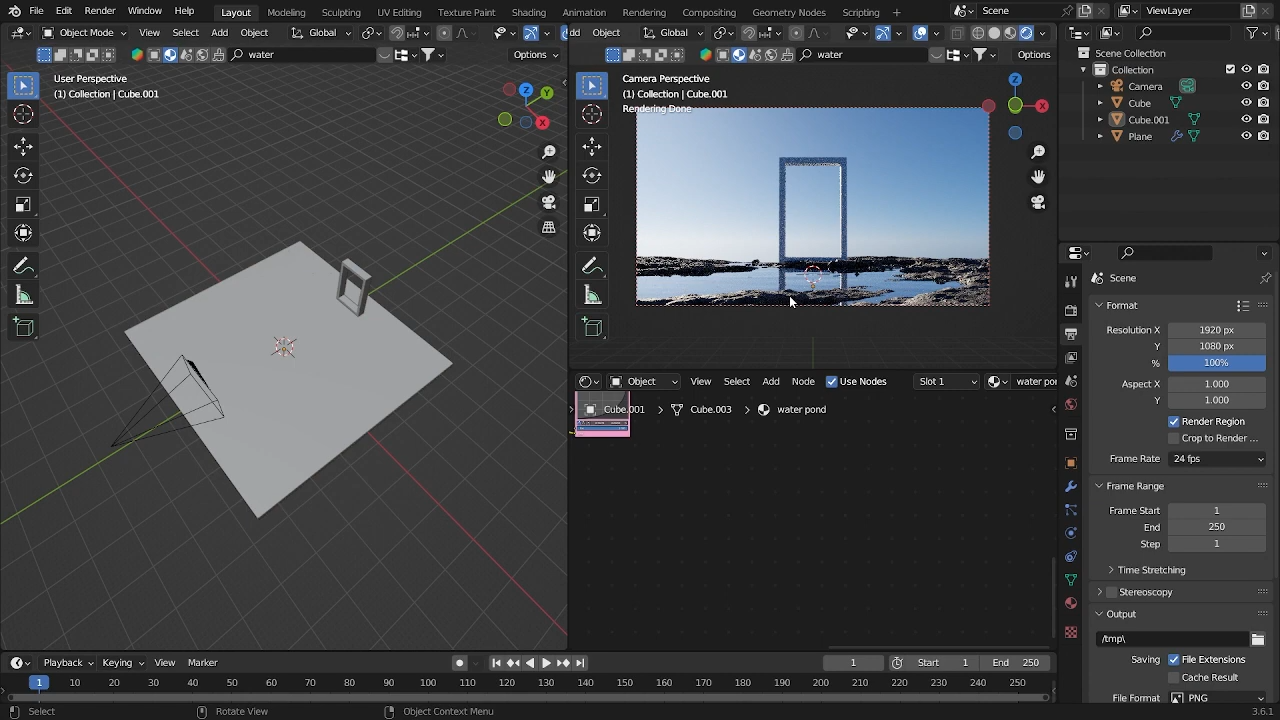 File Edit Render Window Help Layout Modeling Sculpting UV Editing Texture Paint Shading Animation Rendering Compositing Geometry Nodes Scripting + Scene ViewLayer
Object Mode View Select Add Object Global
Object Global
water Options
water Options
User Perspective
(1) Collection | Cube.001
Camera Perspective
(1) Collection | Cube.001
Rendering Done
Z Y X
Z X
Scene Collection
Collection
Camera
Cube
Cube.001
Plane
Scene
Format
Resolution X 1920 px
Y 1080 px
% 100%
Aspect X 1.000
Y 1.000
Render Region
Crop to Render ...
Frame Rate 24 fps
Frame Range
Frame Start 1
End 250
Step 1
Time Stretching
Stereoscopy
Output
/tmp\
Saving File Extensions
Cache Result
File Format PNG
Object View Select Add Node Use Nodes Slot 1 water por
Cube.001 Cube.003 water pond
Playback Keying View Marker 1 Start 1 End 250
1 10 20 30 40 50 60 70 80 90 100 110 120 130 140 150 160 170 180 190 200 210 220 230 240 250
Select Rotate View Object Context Menu 3.6.1